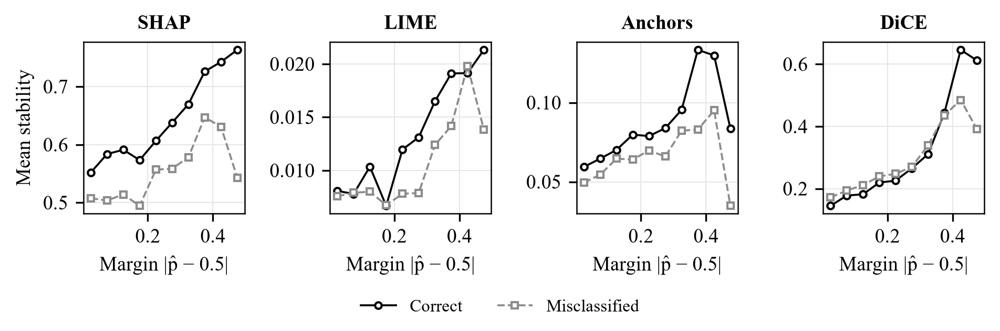 SHAP
LIME
Anchors
DiCE
Mean stability
0.7
0.6
0.5
0.2
0.4
Margin |p̂ − 0.5|
0.020
0.015
0.010
0.2
0.4
Margin |p̂ − 0.5|
0.10
0.05
0.2
0.4
Margin |p̂ − 0.5|
0.6
0.4
0.2
0.2
0.4
Margin |p̂ − 0.5|
Correct
Misclassified